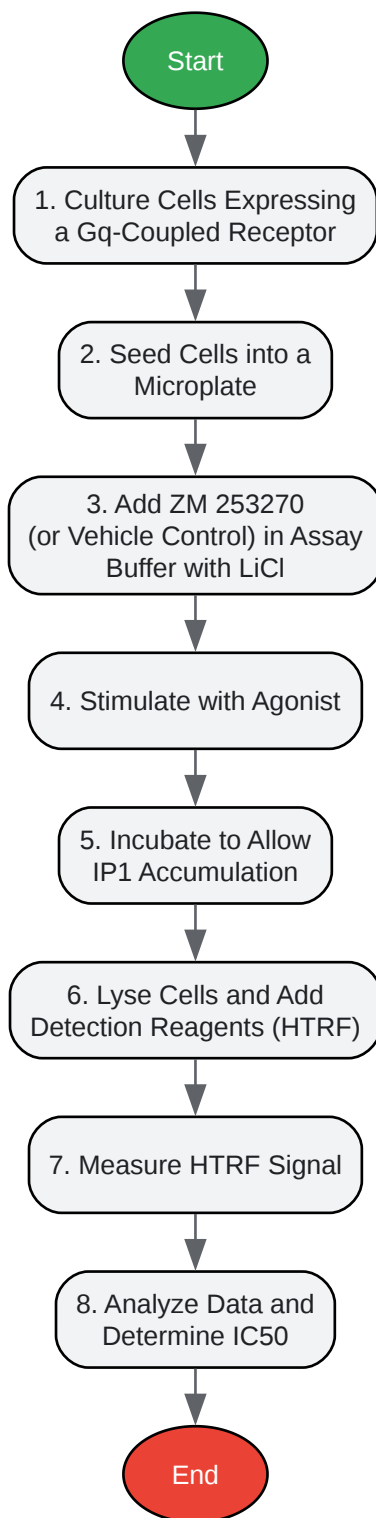 Start
1. Culture Cells Expressing
a Gq-Coupled Receptor
2. Seed Cells into a
Microplate
3. Add ZM 253270
(or Vehicle Control) in Assay
Buffer with LiCl
4. Stimulate with Agonist
5. Incubate to Allow
IP1 Accumulation
6. Lyse Cells and Add
Detection Reagents (HTRF)
7. Measure HTRF Signal
8. Analyze Data and
Determine IC50
End